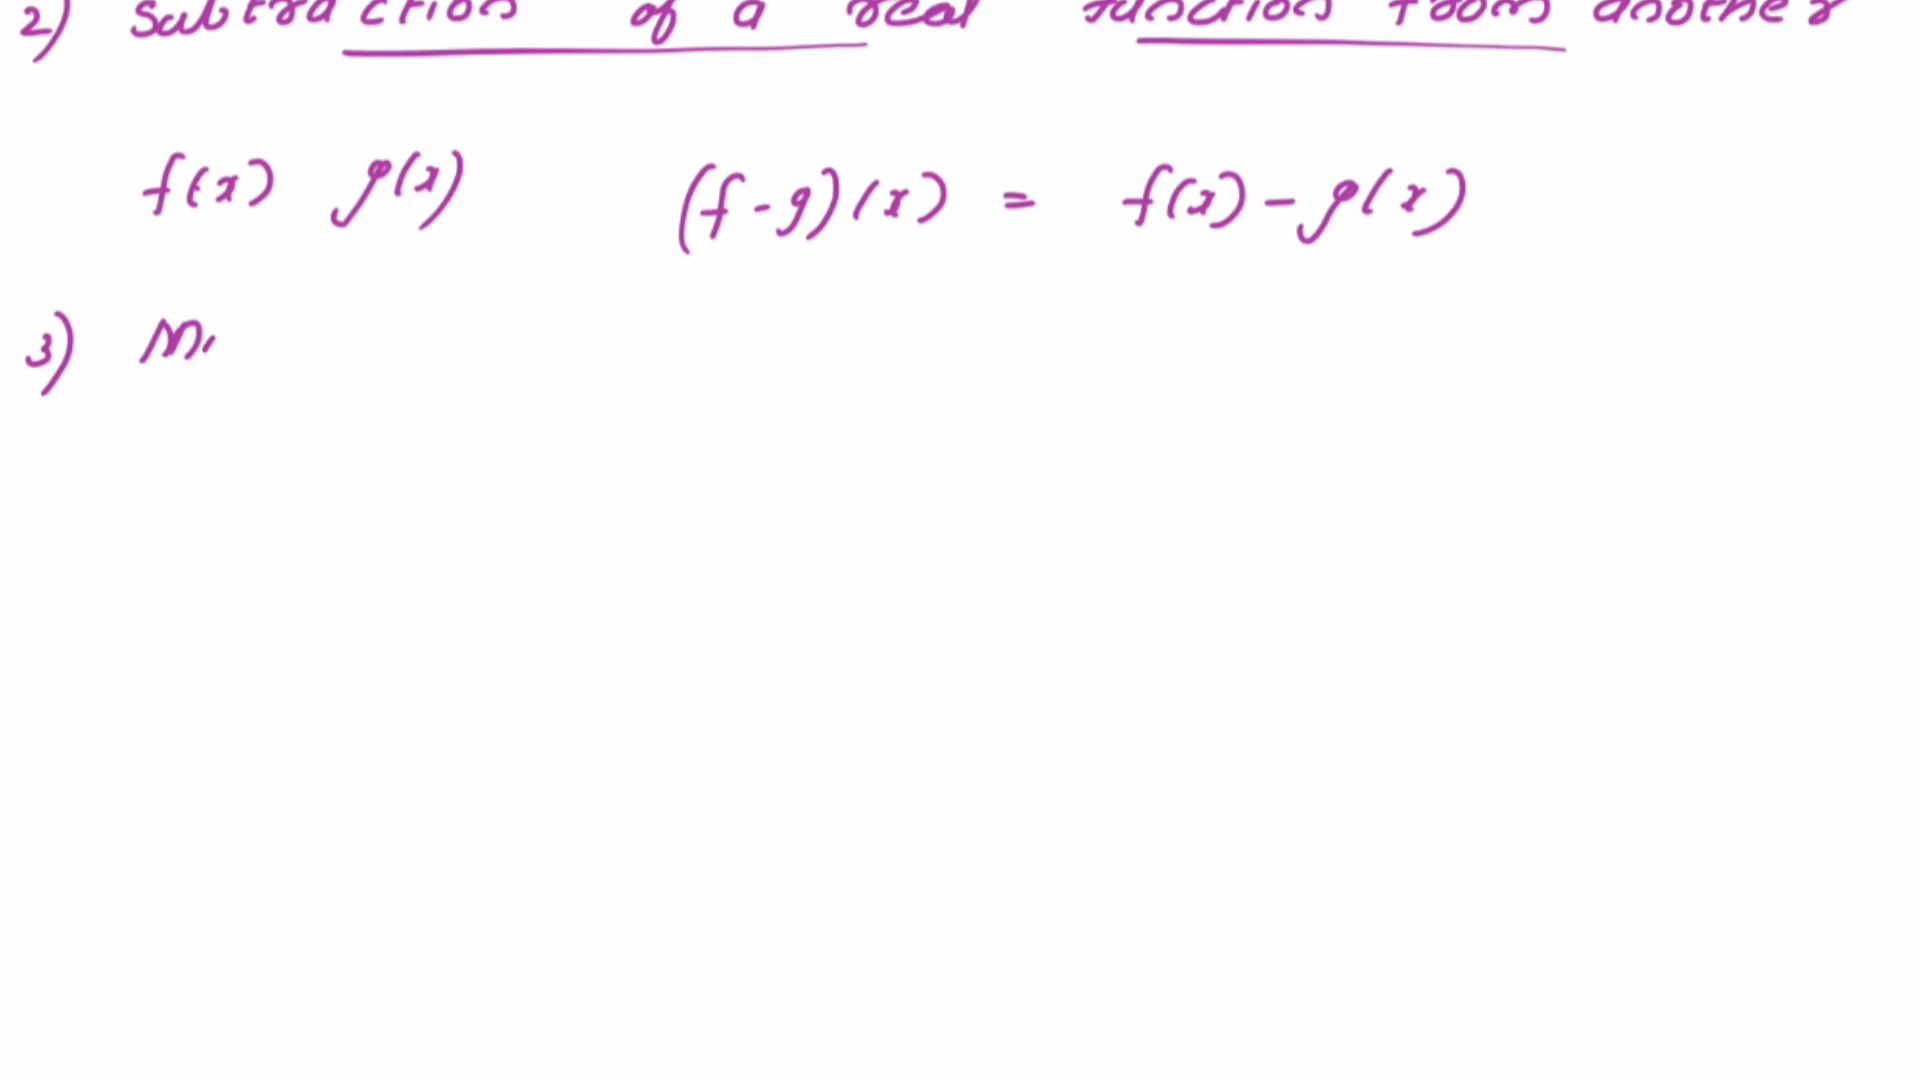 2) Subtraction of a real function from another
f(x) g(x) (f-g)(x) = f(x) - g(x)
3) M